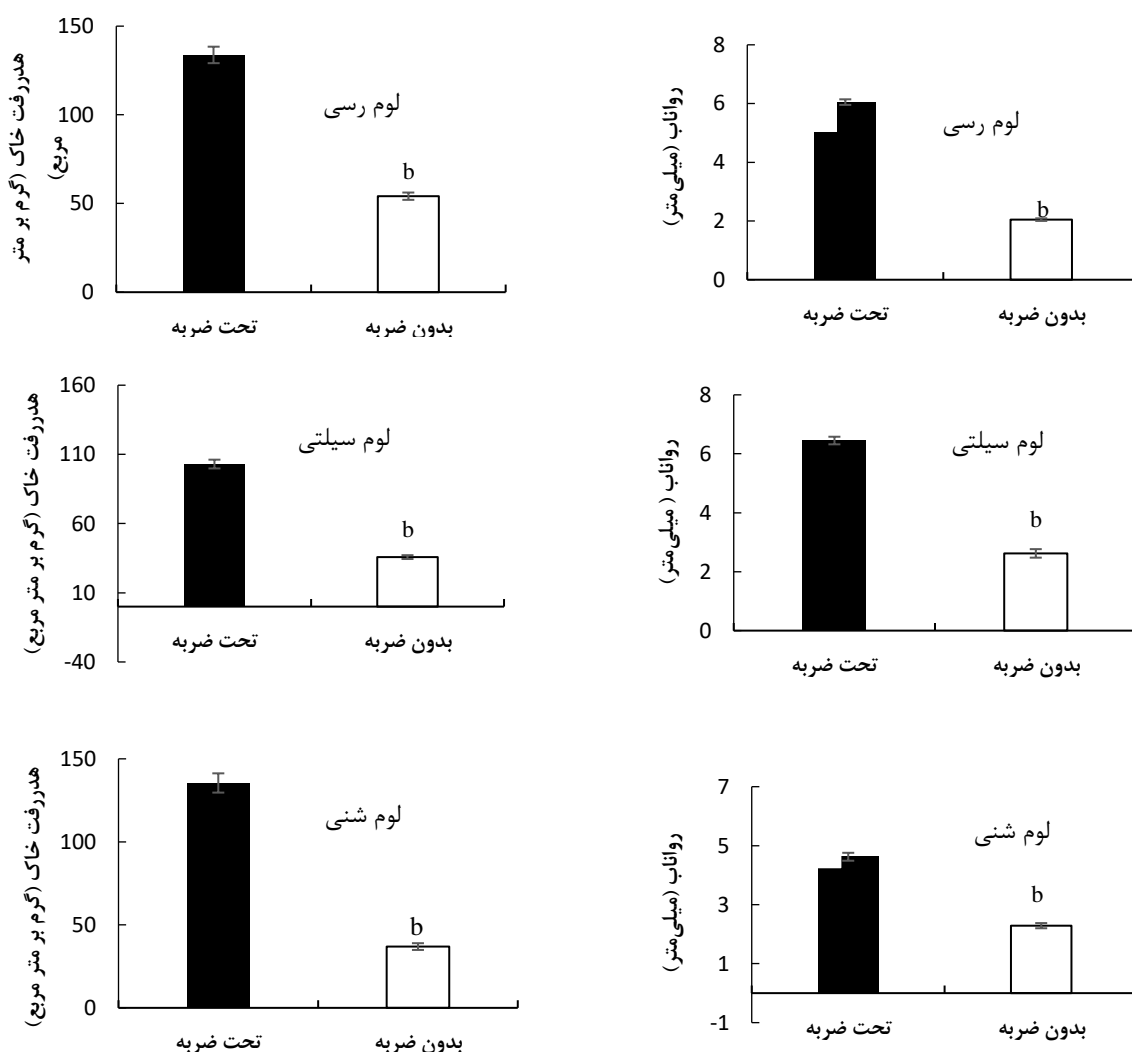 هدررفت خاک (گرم بر متر
مربع)
150
100
50
0
لوم رسی
b
تحت ضربه
بدون ضربه
رواناب (میلی‌متر)
8
6
4
2
0
لوم رسی
b
تحت ضربه
بدون ضربه
هدررفت خاک (گرم بر متر مربع)
160
110
60
10
-40
لوم سیلتی
b
تحت ضربه
بدون ضربه
رواناب ( میلی‌متر)
8
6
4
2
0
لوم سیلتی
b
تحت ضربه
بدون ضربه
هدررفت خاک (گرم بر متر مربع)
150
100
50
0
لوم شنی
b
تحت ضربه
بدون ضربه
رواناب (میلی‌متر)
7
5
3
1
-1
لوم شنی
b
تحت ضربه
بدون ضربه